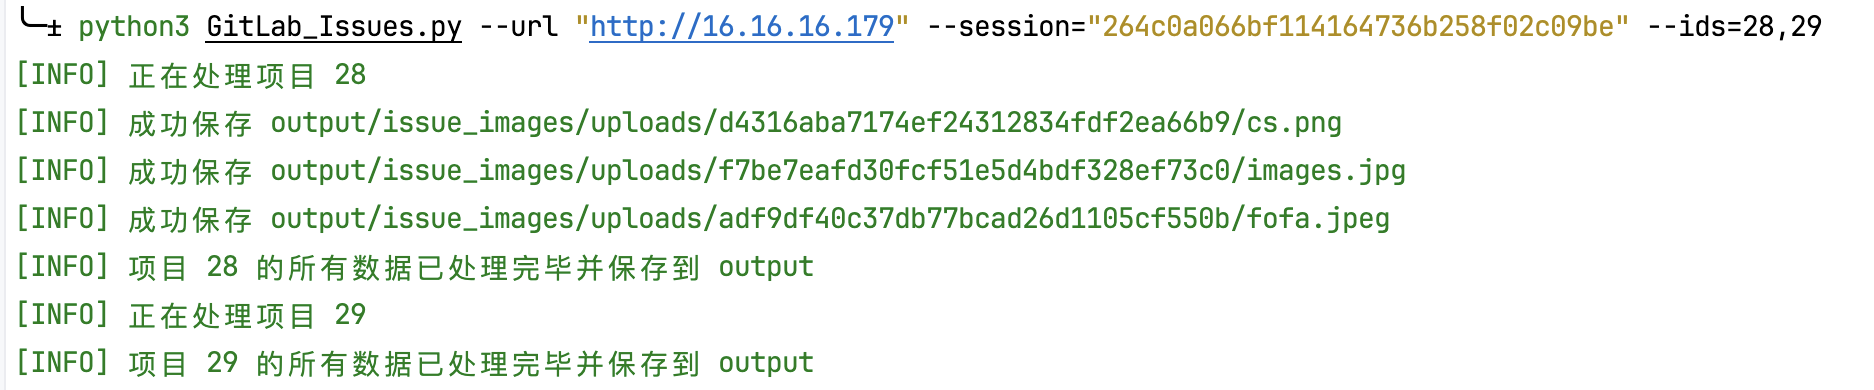 ╰─± python3 GitLab_Issues.py --url "http://16.16.16.179" --session="264c0a066bf114164736b258f02c09be" --ids=28,29
[INFO] 正在处理项目 28
[INFO] 成功保存 output/issue_images/uploads/d4316aba7174ef24312834fdf2ea66b9/cs.png
[INFO] 成功保存 output/issue_images/uploads/f7be7eafd30fcf51e5d4bdf328ef73c0/images.jpg
[INFO] 成功保存 output/issue_images/uploads/adf9df40c37db77bcad26d1105cf550b/fofa.jpeg
[INFO] 项目 28 的所有数据已处理完毕并保存到 output
[INFO] 正在处理项目 29
[INFO] 项目 29 的所有数据已处理完毕并保存到 output